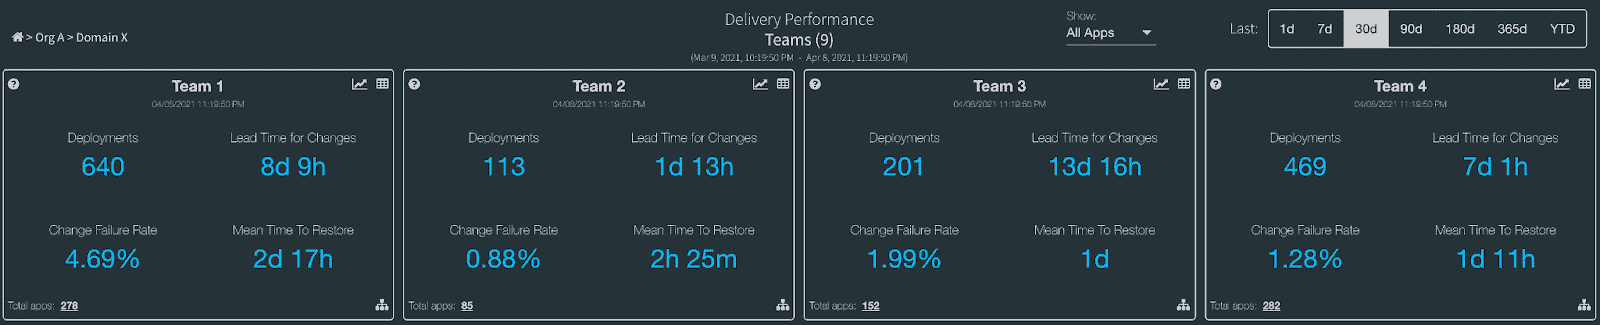 Delivery Performance
Teams (9)
(Mar 9, 2021, 10:19:50 PM - Apr 8, 2021, 11:19:50 PM)
> Org A > Domain X
Show:
All Apps
Last: 1d 7d 30d 90d 180d 365d YTD
Team 1
04/08/2021 11:19:50 PM
Deployments Lead Time for Changes
640 8d 9h
Change Failure Rate Mean Time To Restore
4.69% 2d 17h
Total apps: 278
Team 2
04/08/2021 11:19:50 PM
Deployments Lead Time for Changes
113 1d 13h
Change Failure Rate Mean Time To Restore
0.88% 2h 25m
Total apps: 85
Team 3
04/08/2021 11:19:50 PM
Deployments Lead Time for Changes
201 13d 16h
Change Failure Rate Mean Time To Restore
1.99% 1d
Total apps: 152
Team 4
04/08/2021 11:19:50 PM
Deployments Lead Time for Changes
469 7d 1h
Change Failure Rate Mean Time To Restore
1.28% 1d 11h
Total apps: 282